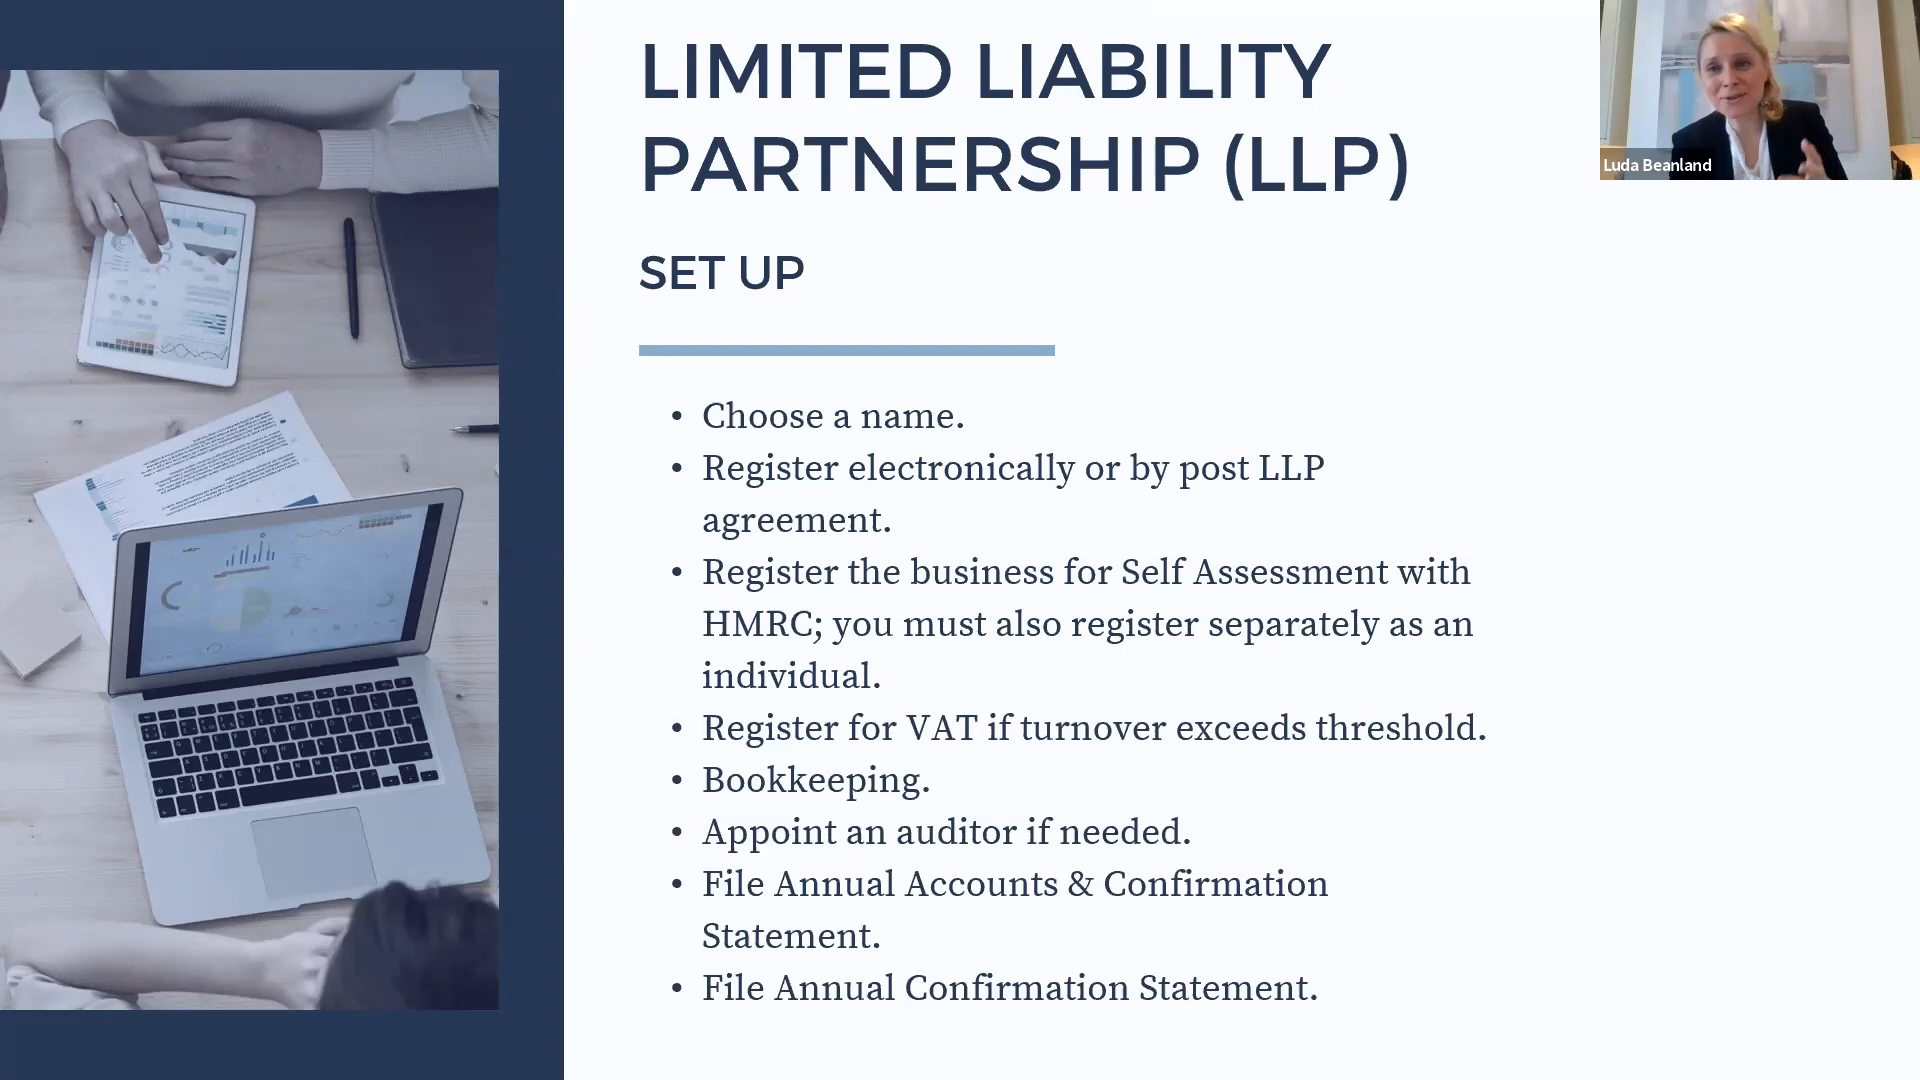 LIMITED LIABILITY
PARTNERSHIP (LLP)
Luda Beanland
SET UP
• Choose a name.
• Register electronically or by post LLP
agreement.
• Register the business for Self Assessment with
HMRC; you must also register separately as an
individual.
• Register for VAT if turnover exceeds threshold.
• Bookkeeping.
• Appoint an auditor if needed.
• File Annual Accounts & Confirmation
Statement.
• File Annual Confirmation Statement.